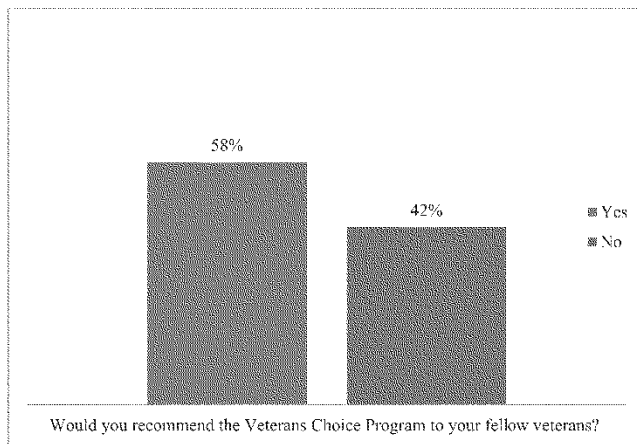 58%
42%
Yes
No
Would you recommend the Veterans Choice Program to your fellow veterans?